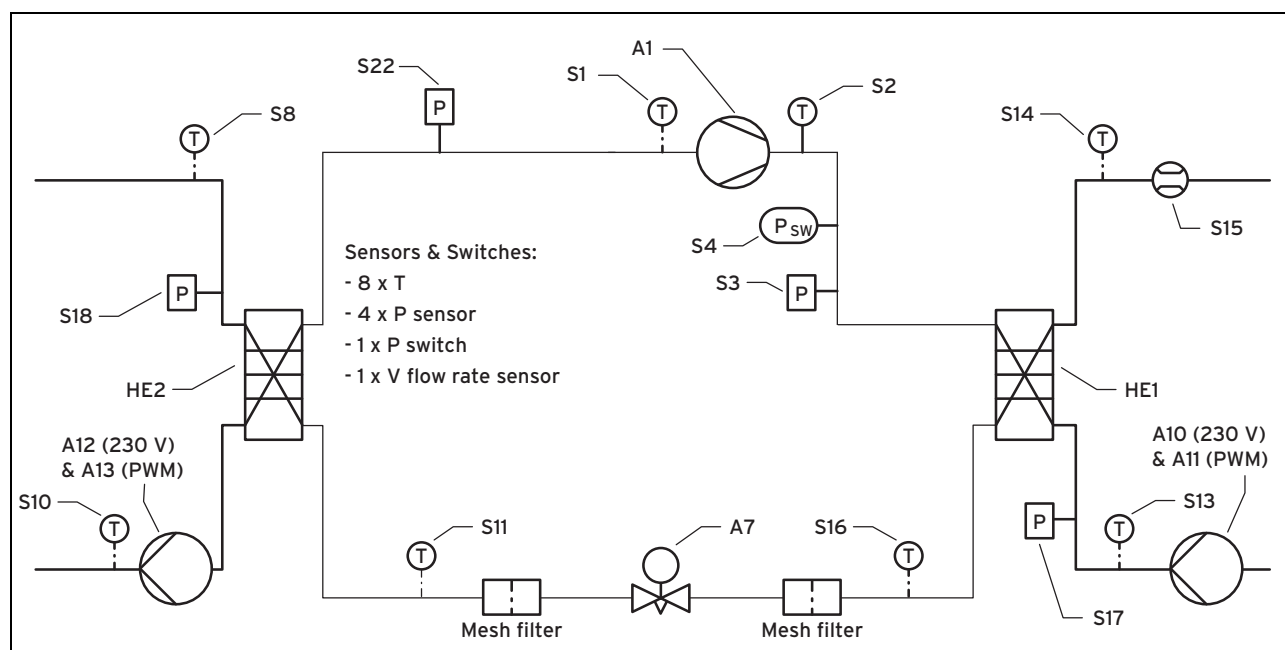 A1
S22
S1
S2
P
S8
T
T
S14
T
T
P SW
S4
S15
Sensors & Switches:
- 8 x T
- 4 x P sensor
- 1 x P switch
- 1 x V flow rate sensor
S3
P
P
S18
HE2
HE1
A12 (230 V)
& A13 (PWM)
A10 (230 V)
& A11 (PWM)
S10
T
S11
T
A7
S16
T
S13
T
P
S17
Mesh filter
Mesh filter